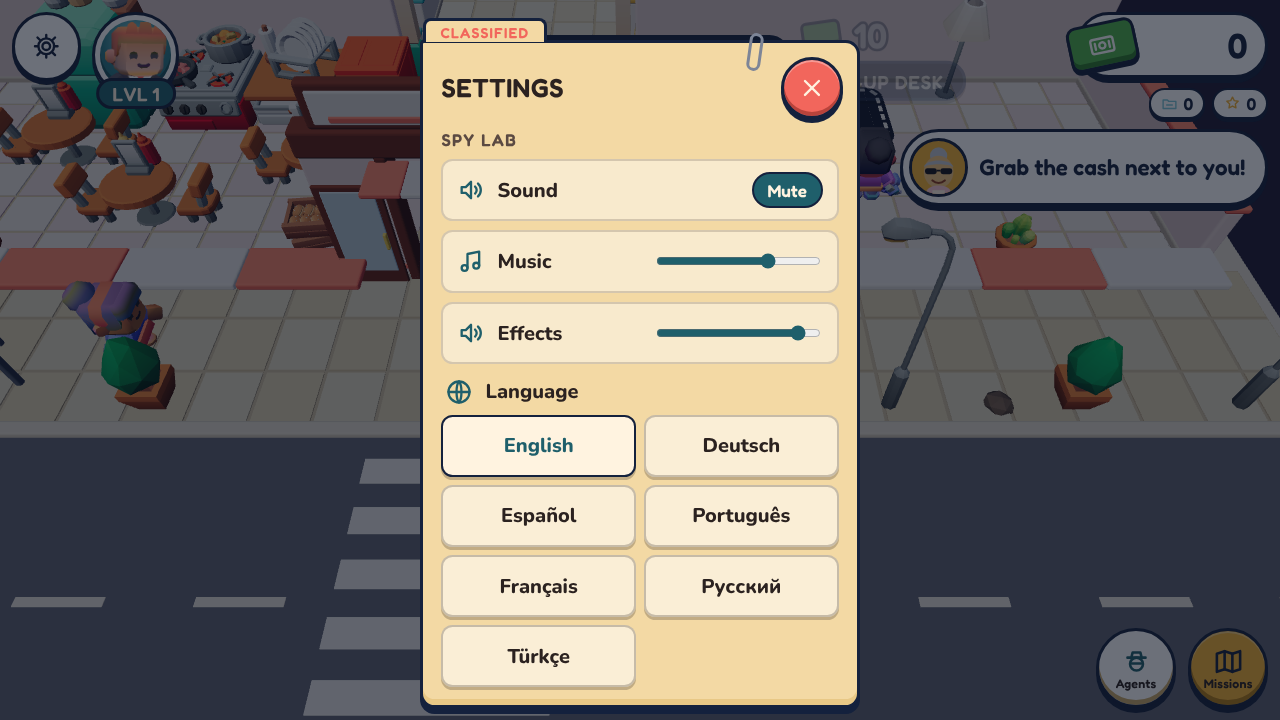 CLASSIFIED
SETTINGS
SPY LAB
Sound
Mute
Music
Effects
Language
English
Deutsch
Español
Português
Français
Русский
Türkçe
LVL 1
10
UP DESK
0
0
0
Grab the cash next to you!
Agents
Missions